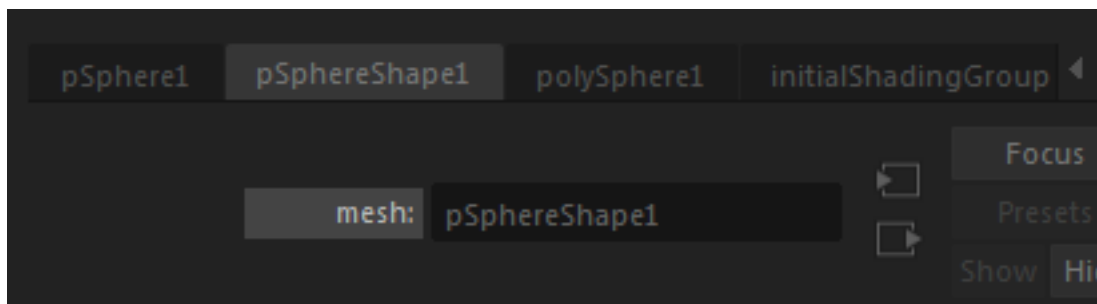 pSphere1 pSphereShape1 polySphere1 initialShadingGroup
Focus
mesh: pSphereShape1
Presets
Show